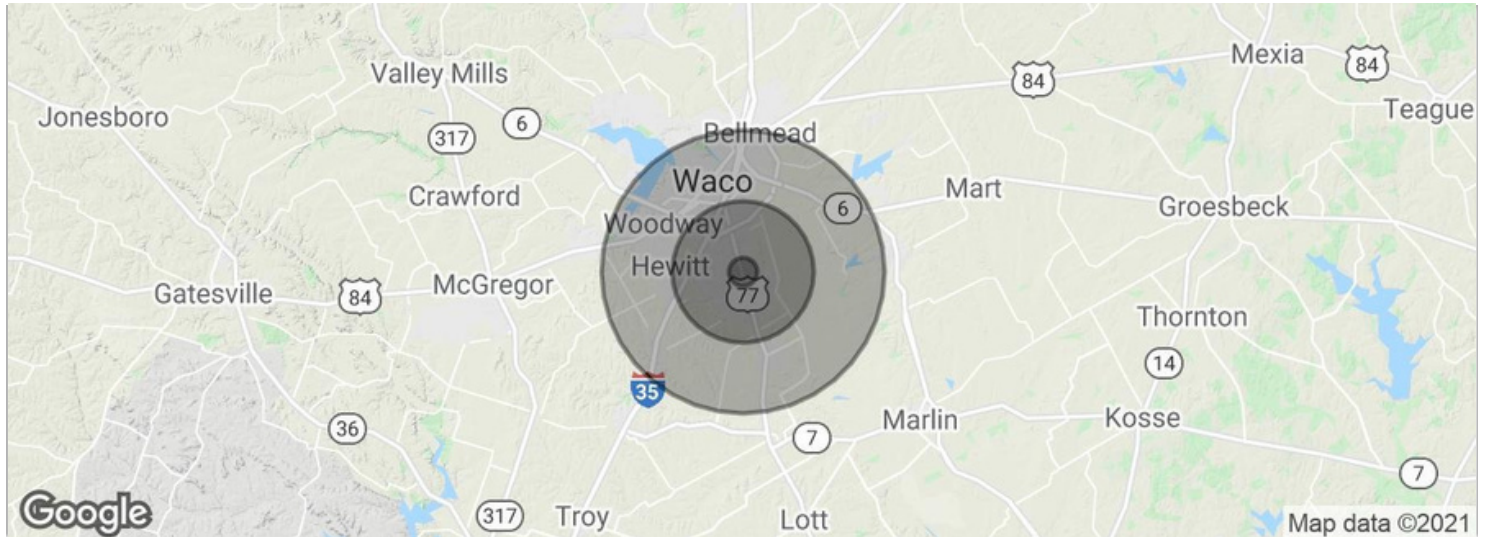 Mexia
84
84
Valley Mills
Teague
Jonesboro
6
317
Bellmead
Waco
Crawford
Mart
6
Groesbeck
Woodway
Hewitt
McGregor
Gatesville
84
77
Thornton
14
35
Marlin
Kosse
36
7
7
Google
317
Troy
Lott
Map data ©2021